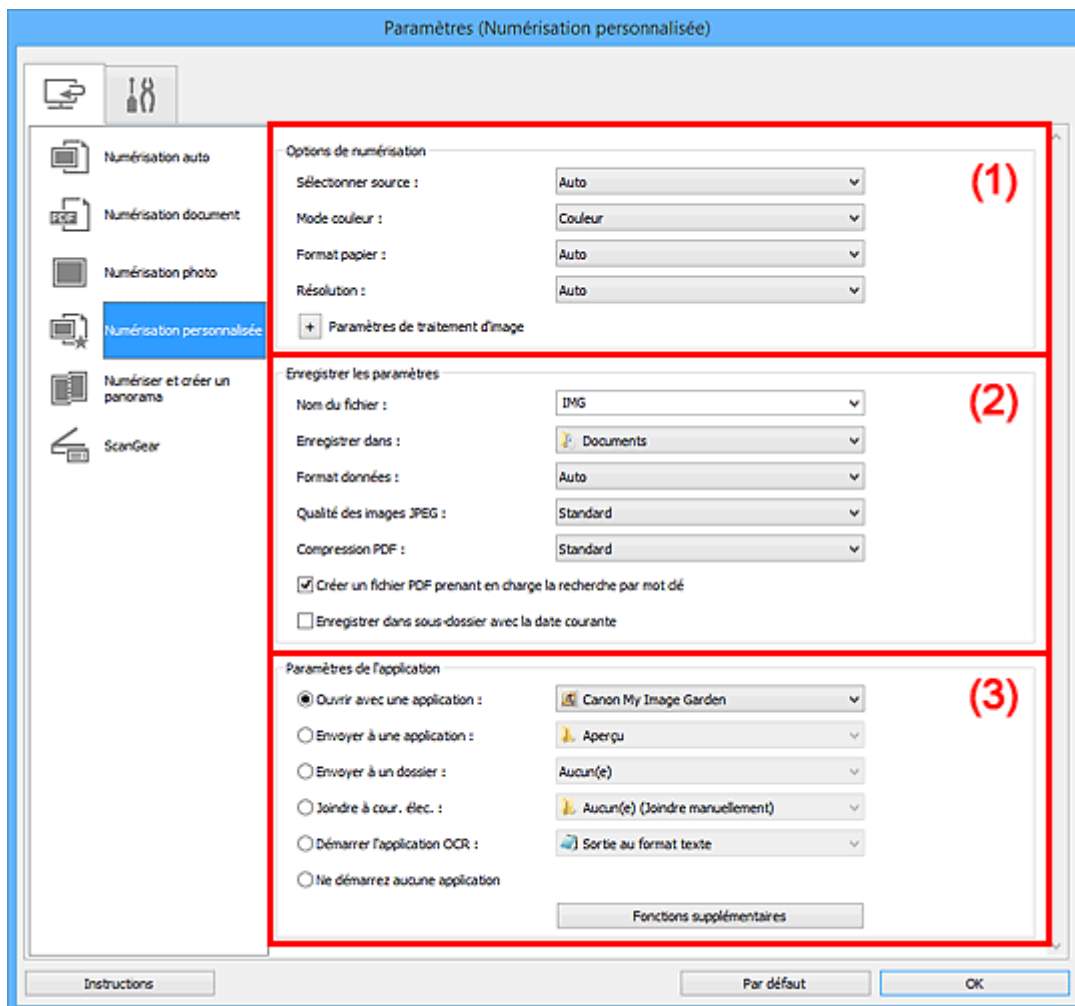 Paramètres (Numérisation personnalisée)
Numérisation auto
PDF
Numérisation document
Numérisation photo
Numérisation personnalisée
Numériser et créer un
panorama
ScanGear
Options de numérisation
(1)
Sélectionner source : Auto
Mode couleur : Couleur
Format papier : Auto
Résolution : Auto
+ Paramètres de traitement d'image
Enregistrer les paramètres
(2)
Nom du fichier : IMG
Enregistrer dans : Documents
Format données : Auto
Qualité des images JPEG : Standard
Compression PDF : Standard
Créer un fichier PDF prenant en charge la recherche par mot clé
Enregistrer dans sous-dossier avec la date courante
Paramètres de l'application
(3)
Ouvrir avec une application : Canon My Image Garden
Envoyer à une application : Aperçu
Envoyer à un dossier : Aucun(e)
Joindre à cour. élec. : Aucun(e) (Joindre manuellement)
Démarrer l'application OCR : Sortie au format texte
Ne démarrez aucune application
Fonctions supplémentaires
Instructions Par défaut OK